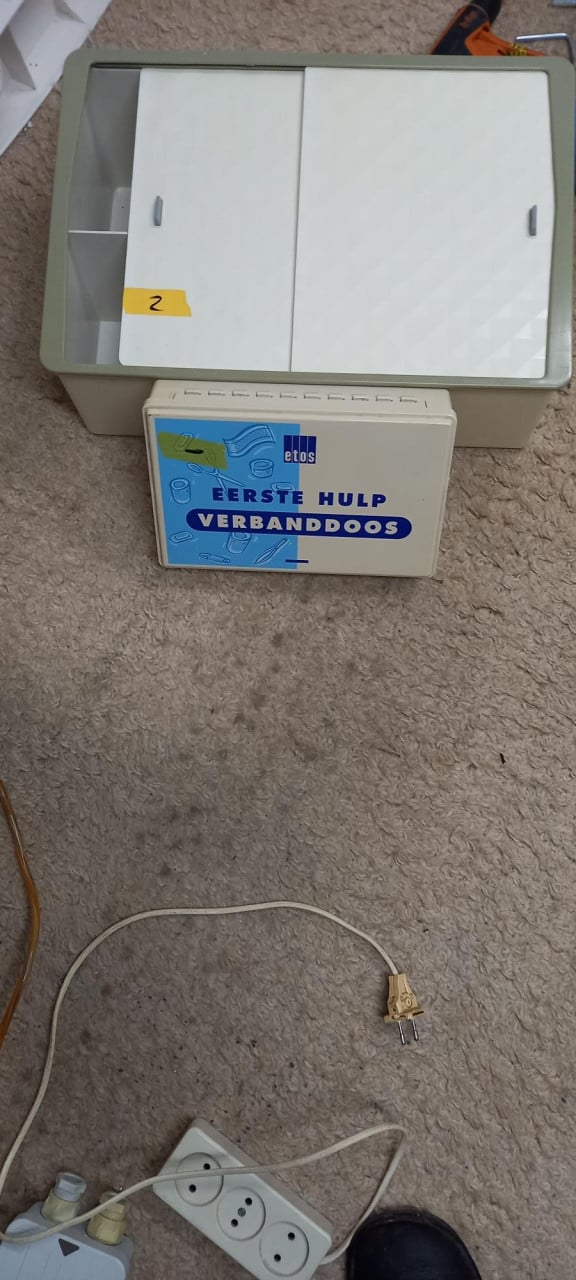 2
etos
EERSTE HULP
VERBANDDOOS